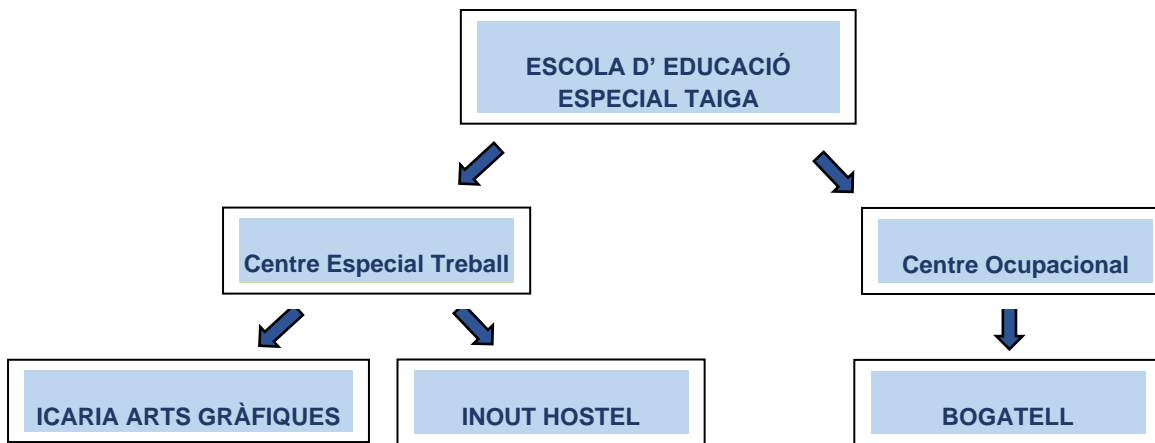 ESCOLA D' EDUCACIÓ
ESPECIAL TAIGA
Centre Especial Treball
Centre Ocupacional
ICARIA ARTS GRÀFIQUES
INOUT HOSTEL
BOGATELL